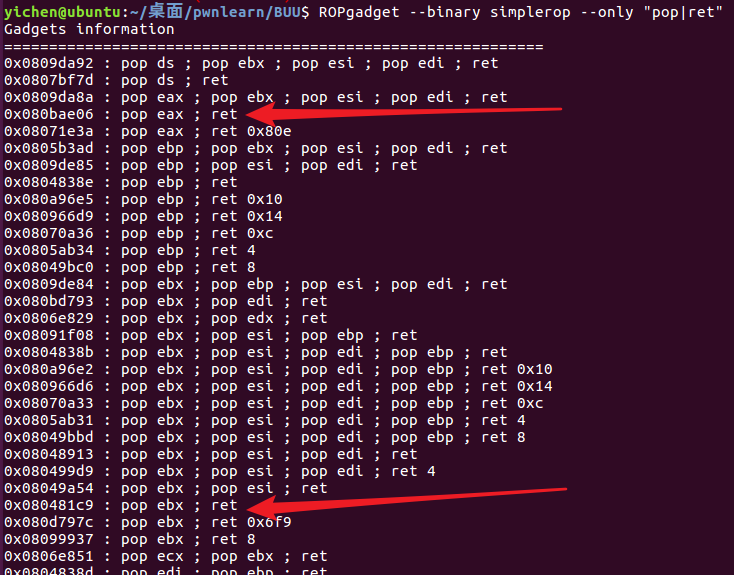 yichen@ubuntu:~/桌面/pwnlearn/BUU$ ROPgadget --binary simplerop --only "pop|ret"
Gadgets information
============================================================
0x0809da92 : pop ds ; pop ebx ; pop esi ; pop edi ; ret
0x0807bf7d : pop ds ; ret
0x0809da8a : pop eax ; pop ebx ; pop esi ; pop edi ; ret
0x080bae06 : pop eax ; ret
0x08071e3a : pop eax ; ret 0x80e
0x0805b3ad : pop ebp ; pop ebx ; pop esi ; pop edi ; ret
0x0809de85 : pop ebp ; pop esi ; pop edi ; ret
0x0804838e : pop ebp ; ret
0x080a96e5 : pop ebp ; ret 0x10
0x080966d9 : pop ebp ; ret 0x14
0x08070a36 : pop ebp ; ret 0xc
0x0805ab34 : pop ebp ; ret 4
0x08049bc0 : pop ebp ; ret 8
0x0809de84 : pop ebx ; pop ebp ; pop esi ; pop edi ; ret
0x080bd793 : pop ebx ; pop edi ; ret
0x0806e829 : pop ebx ; pop edx ; ret
0x08091f08 : pop ebx ; pop esi ; pop ebp ; ret
0x0804838b : pop ebx ; pop esi ; pop edi ; pop ebp ; ret
0x080a96e2 : pop ebx ; pop esi ; pop edi ; pop ebp ; ret 0x10
0x080966d6 : pop ebx ; pop esi ; pop edi ; pop ebp ; ret 0x14
0x08070a33 : pop ebx ; pop esi ; pop edi ; pop ebp ; ret 0xc
0x0805ab31 : pop ebx ; pop esi ; pop edi ; pop ebp ; ret 4
0x08049bbd : pop ebx ; pop esi ; pop edi ; pop ebp ; ret 8
0x08048913 : pop ebx ; pop esi ; pop edi ; ret
0x080499d9 : pop ebx ; pop esi ; pop edi ; ret 4
0x08049a54 : pop ebx ; pop esi ; ret
0x080481c9 : pop ebx ; ret
0x080d797c : pop ebx ; ret 0x6f9
0x08099937 : pop ebx ; ret 8
0x0806e851 : pop ecx ; pop ebx ; ret
0x0804838d : pop edi ; pop ebp ; ret